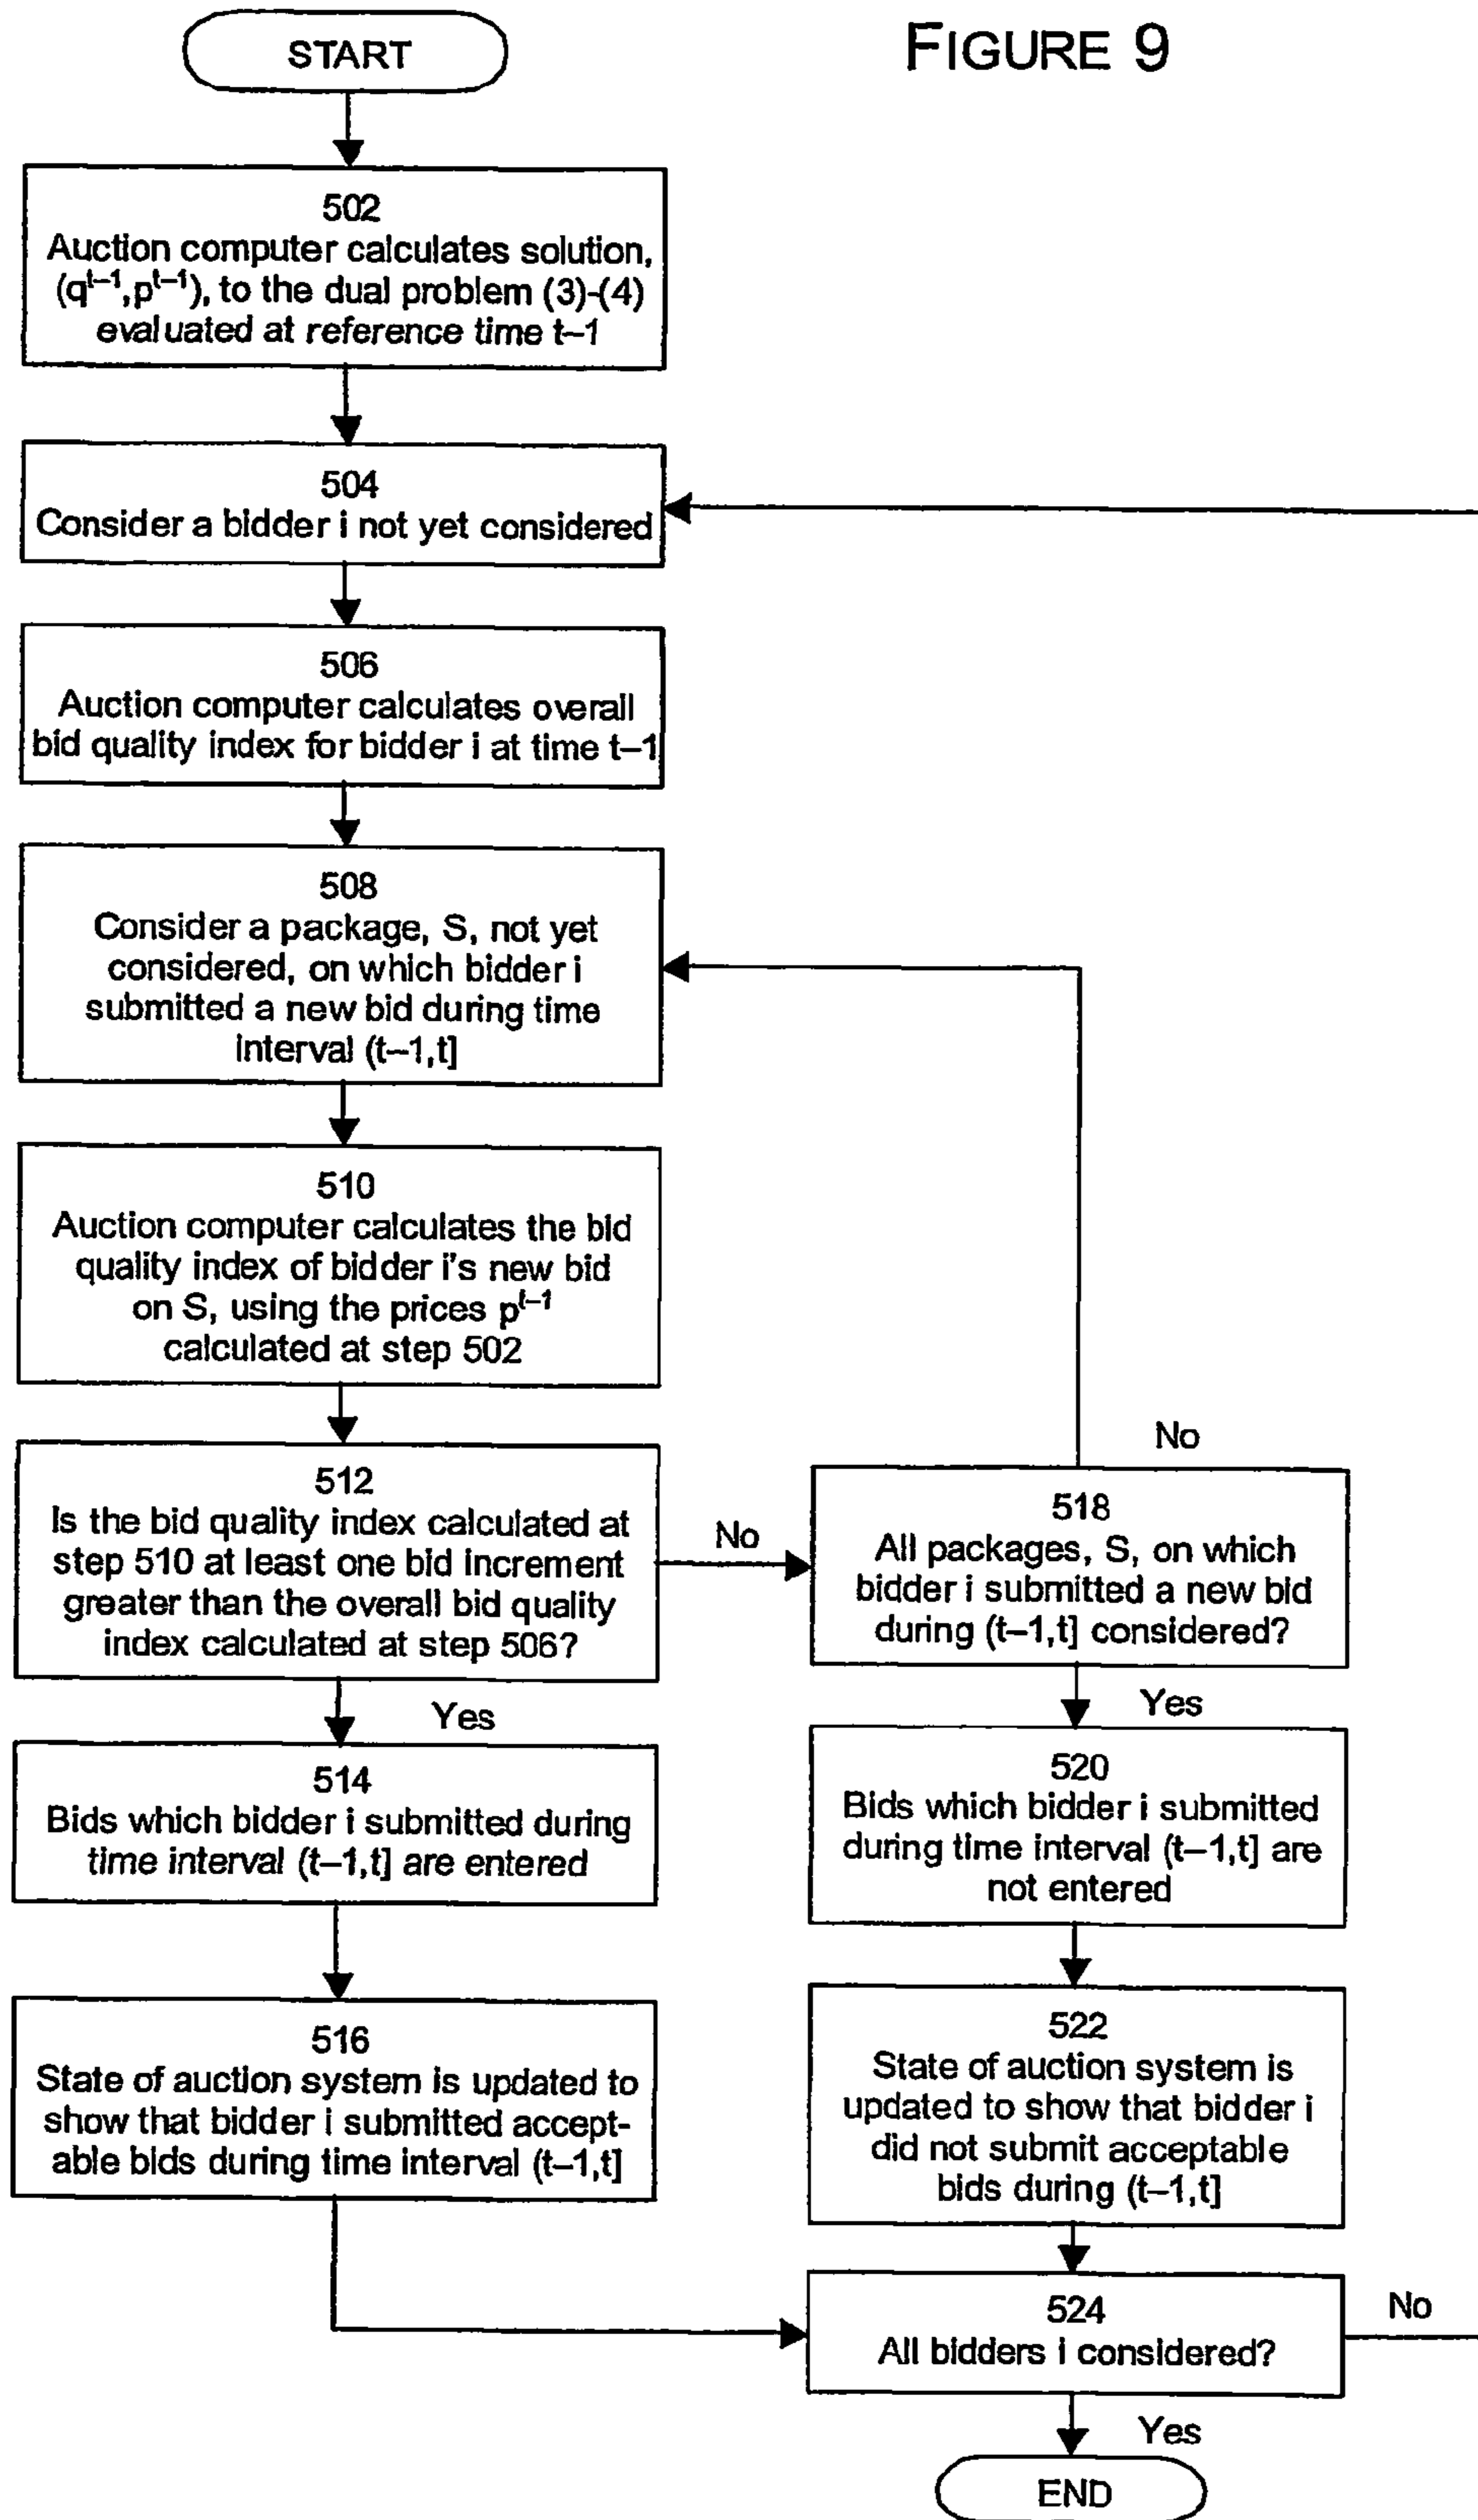 START
FIGURE 9
502
Auction computer calculates solution,
(q^t–1,p^t–1), to the dual problem (3)-(4)
evaluated at reference time t–1
504
Consider a bidder i not yet considered
506
Auction computer calculates overall
bid quality index for bidder i at time t–1
508
Consider a package, S, not yet
considered, on which bidder i
submitted a new bid during time
interval (t–1,t]
510
Auction computer calculates the bid
quality index of bidder i's new bid
on S, using the prices p^t–1
calculated at step 502
512
Is the bid quality index calculated at
step 510 at least one bid increment
greater than the overall bid quality
index calculated at step 506?
No
Yes
514
Bids which bidder i submitted during
time interval (t–1,t] are entered
516
State of auction system is updated to
show that bidder i submitted accept-
able bids during time interval (t–1,t]
No
518
All packages, S, on which
bidder i submitted a new bid
during (t–1,t] considered?
Yes
520
Bids which bidder i submitted
during time interval (t–1,t] are
not entered
522
State of auction system is
updated to show that bidder i
did not submit acceptable
bids during (t–1,t]
524
All bidders i considered?
No
Yes
END